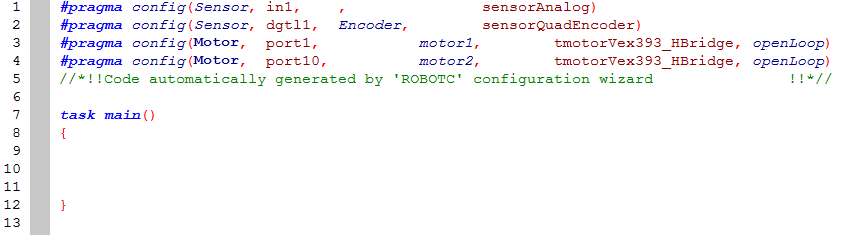 1 #pragma config(Sensor, in1, , sensorAnalog)
2 #pragma config(Sensor, dgtl1, Encoder, sensorQuadEncoder)
3 #pragma config(Motor, port1, motor1, tmotorVex393_HBridge, openLoop)
4 #pragma config(Motor, port10, motor2, tmotorVex393_HBridge, openLoop)
5 //*!!Code automatically generated by 'ROBOTC' configuration wizard !!*//
6
7 task main()
8 {
9
10
11
12 }
13